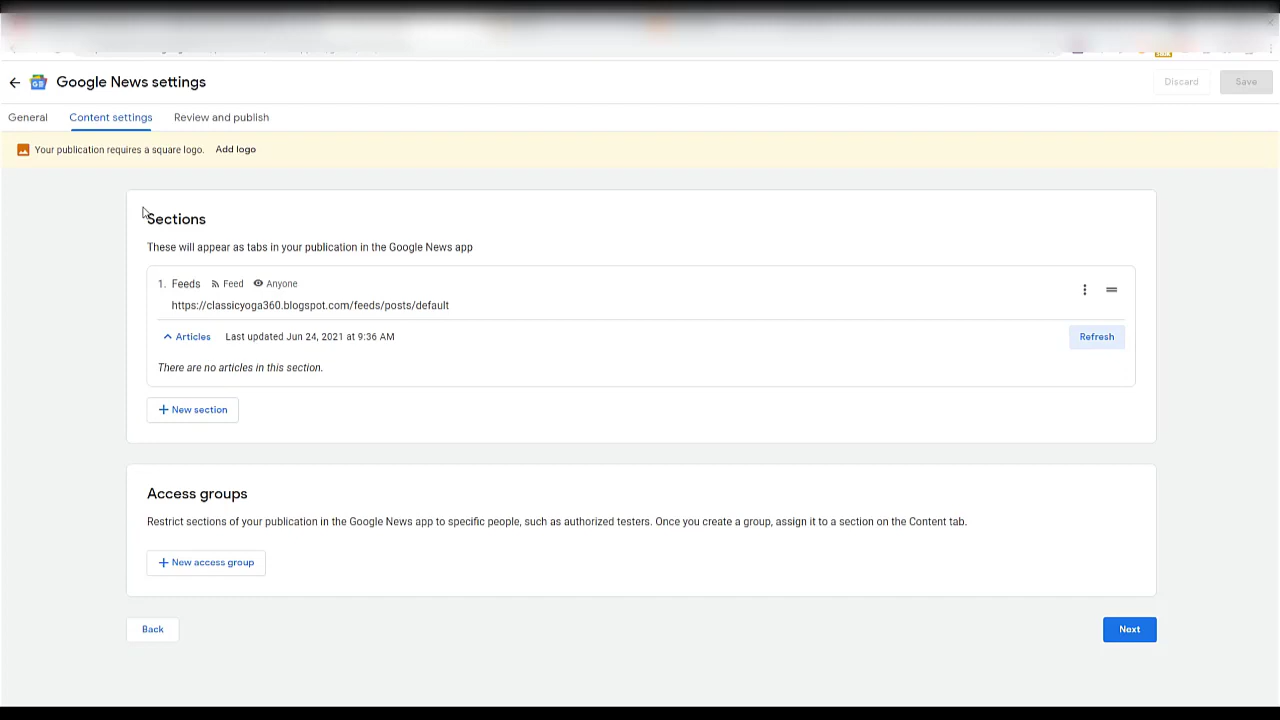 Google News settings
Discard
Save
General
Content settings
Review and publish
Your publication requires a square logo. Add logo
Sections
These will appear as tabs in your publication in the Google News app
1. Feeds Feed Anyone
https://classicyoga360.blogspot.com/feeds/posts/default
Articles Last updated Jun 24, 2021 at 9:36 AM
Refresh
There are no articles in this section.
New section
Access groups
Restrict sections of your publication in the Google News app to specific people, such as authorized testers. Once you create a group, assign it to a section on the Content tab.
New access group
Back
Next